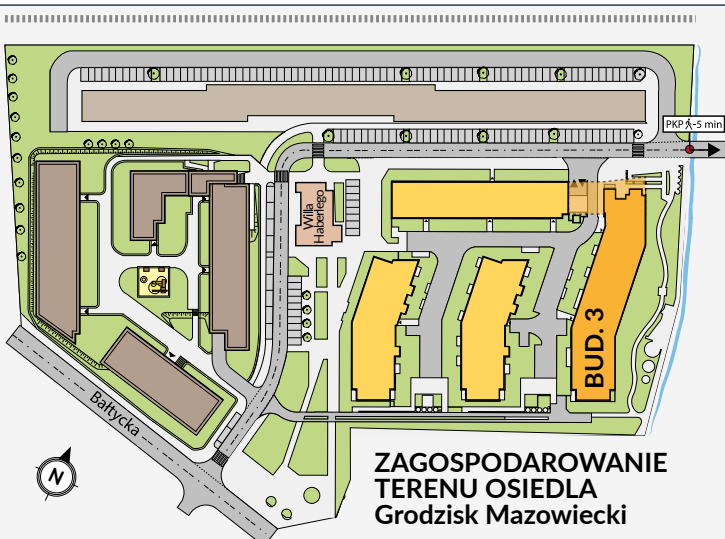 PKP -5 min
Willa
Haberlego
BUD. 3
Bałtycka
N
ZAGOSPODAROWANIE
TERENU OSIEDLA
Grodzisk Mazowiecki